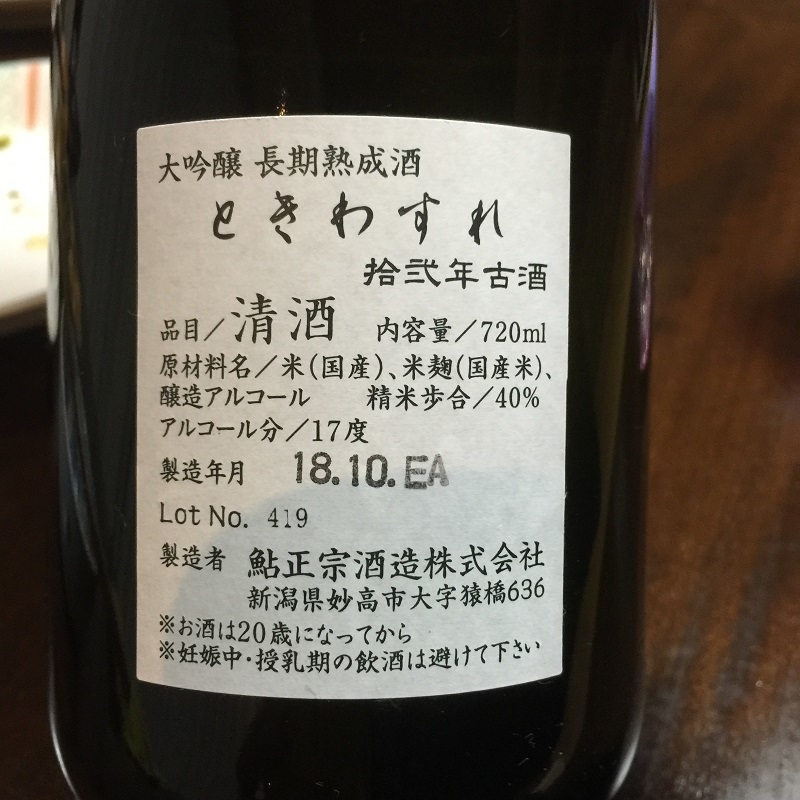 大吟醸 長期熟成酒
ときわすれ
拾弐年古酒
品目／清酒 内容量／720ml
原材料名／米(国産)、米麹(国産米)、
醸造アルコール 精米歩合／40%
アルコール分／17度
製造年月 18.10.EA
Lot No. 419
製造者 鮎正宗酒造株式会社
新潟県妙高市大字猿橋636
※お酒は20歳になってから
※妊娠中・授乳期の飲酒は避けて下さい